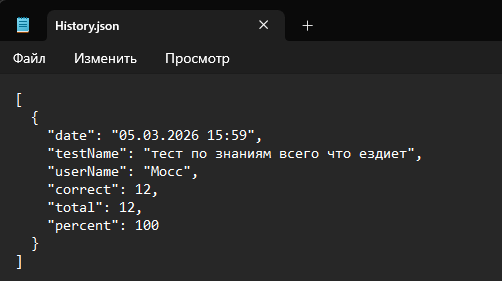 History.json
Файл Изменить Просмотр
[
{
"date": "05.03.2026 15:59",
"testName": "тест по знаниям всего что ездиет",
"userName": "Мосс",
"correct": 12,
"total": 12,
"percent": 100
}
]